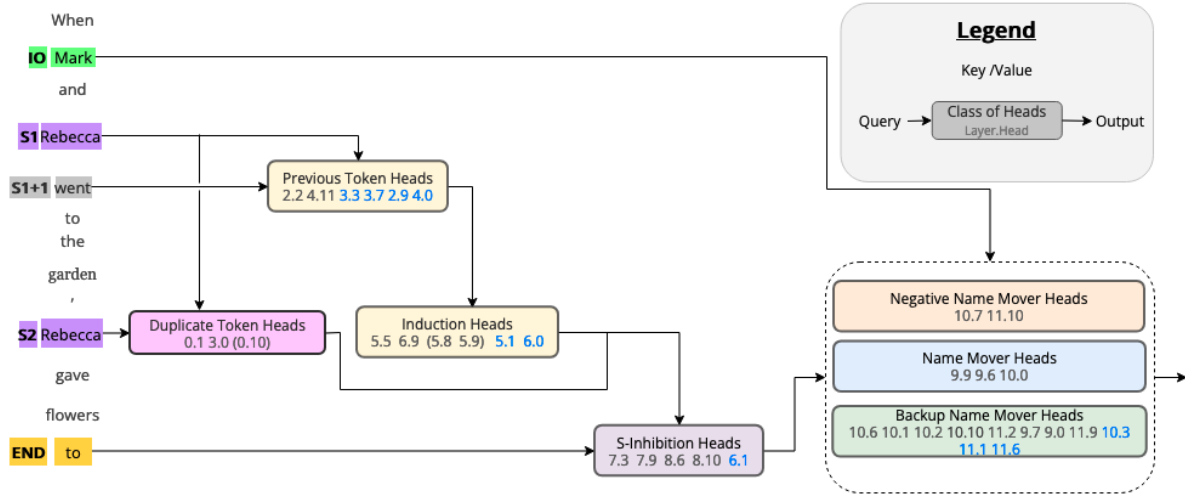 When
IO Mark
and
S1 Rebecca
S1+1 went
to
the
garden
,
S2 Rebecca
gave
flowers
END to
Previous Token Heads
2.2 4.11 3.3 3.7 2.9 4.0
Duplicate Token Heads
0.1 3.0 (0.10)
Induction Heads
5.5 6.9 (5.8 5.9) 5.1 6.0
S-Inhibition Heads
7.3 7.9 8.6 8.10 6.1
Legend
Key /Value
Query
Class of Heads
Layer.Head
Output
Negative Name Mover Heads
10.7 11.10
Name Mover Heads
9.9 9.6 10.0
Backup Name Mover Heads
10.6 10.1 10.2 10.10 11.2 9.7 9.0 11.9 10.3
11.1 11.6